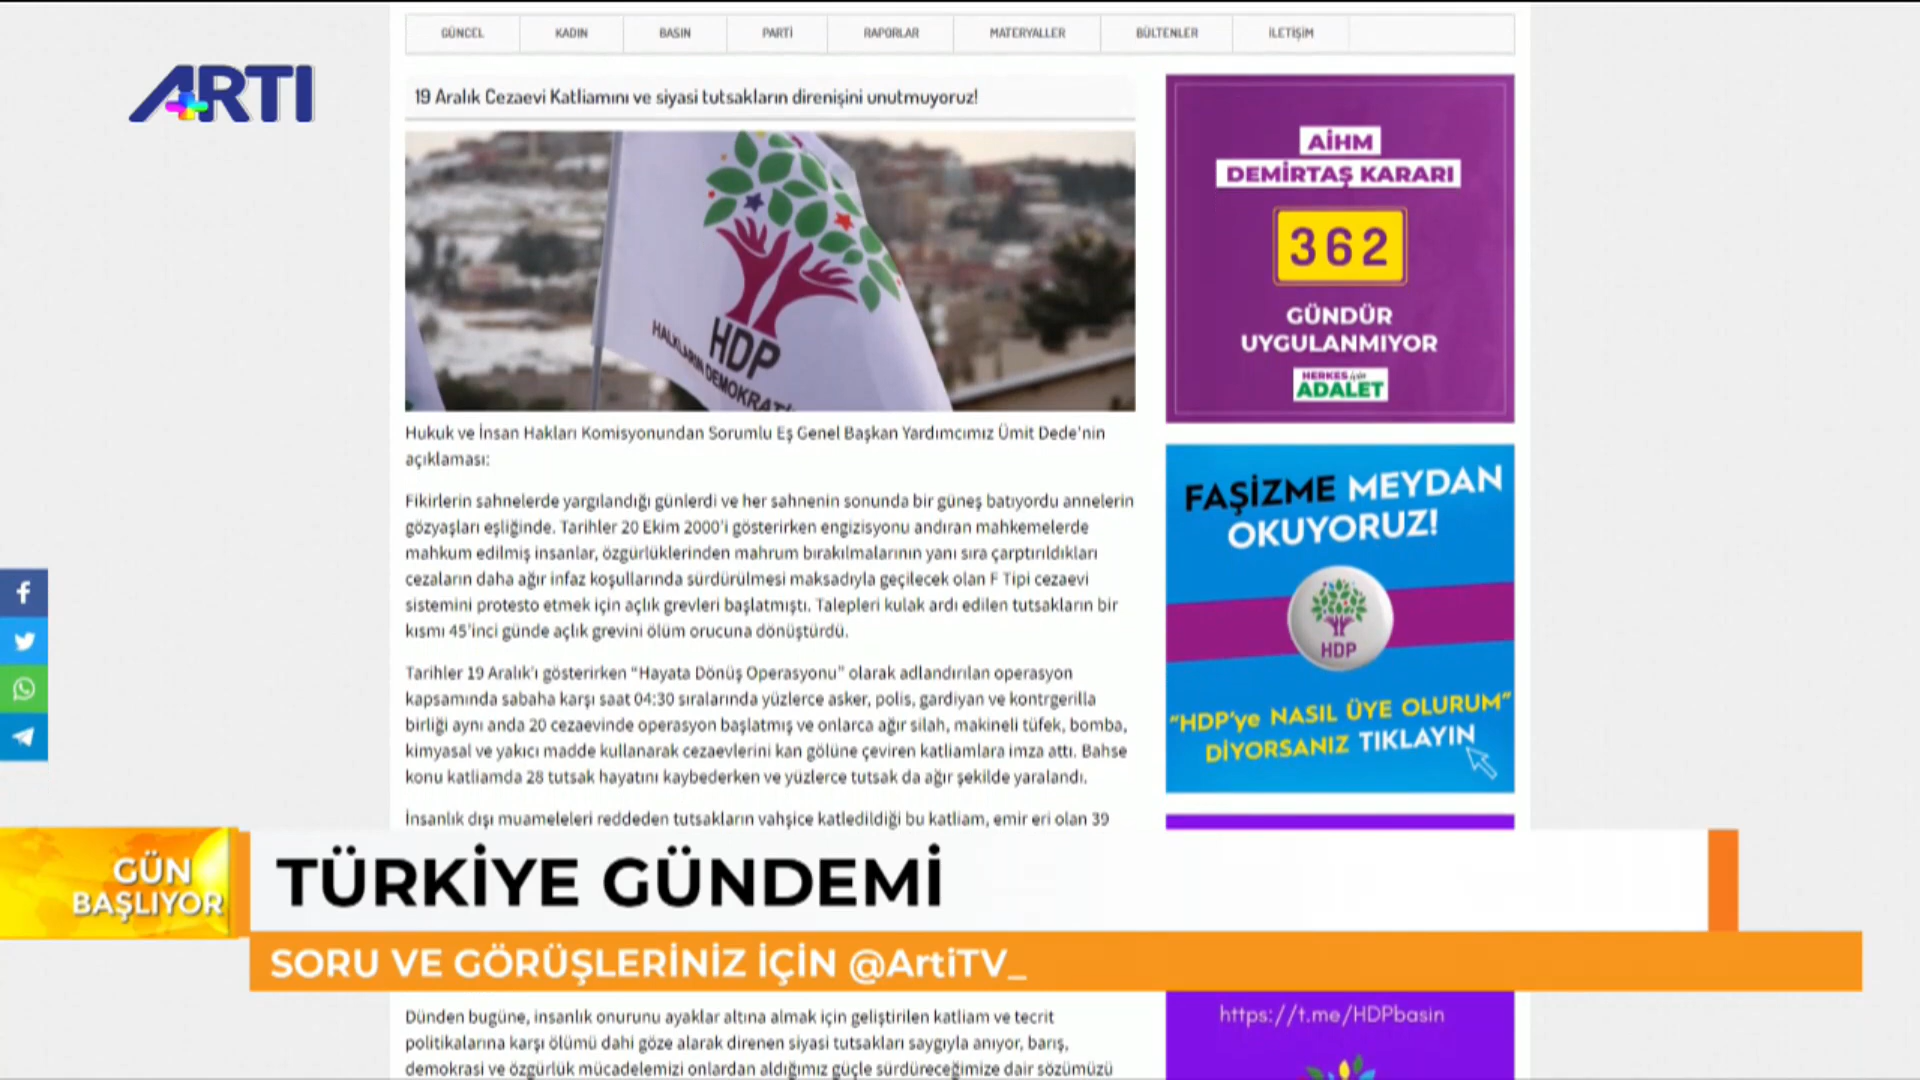 GÜNCEL
KADIN
BASIN
PARTİ
RAPORLAR
MATERYALLER
BÜLTENLER
İLETİŞİM
ARTI
19 Aralık Cezaevi Katliamını ve siyasi tutsakların direnişini unutmuyoruz!
HDP
HALKLARIN DEMOKRATİ
Hukuk ve İnsan Hakları Komisyonundan Sorumlu Eş Genel Başkan Yardımcımız Ümit Dede'nin
açıklaması:
Fikirlerin sahnelerde yargılandığı günlerdi ve her sahnenin sonunda bir güneş batıyordu annelerin
gözyaşları eşliğinde. Tarihler 20 Ekim 2000'i gösterirken engizisyonu andıran mahkemelerde
mahkum edilmiş insanlar, özgürlüklerinden mahrum bırakılmalarının yanı sıra çarptırıldıkları
cezaların daha ağır infaz koşullarında sürdürülmesi maksadıyla geçilecek olan F Tipi cezaevi
sistemini protesto etmek için açlık grevleri başlatmıştı. Talepleri kulak ardı edilen tutsakların bir
kısmı 45'inci günde açlık grevini ölüm orucuna dönüştürdü.
Tarihler 19 Aralık'ı gösterirken "Hayata Dönüş Operasyonu" olarak adlandırılan operasyon
kapsamında sabaha karşı saat 04:30 sıralarında yüzlerce asker, polis, gardiyan ve kontrgerilla
birliği aynı anda 20 cezaevinde operasyon başlatmış ve onlarca ağır silah, makineli tüfek, bomba,
kimyasal ve yakıcı madde kullanarak cezaevlerini kan gölüne çeviren katliamlara imza attı. Bahse
konu katliamda 28 tutsak hayatını kaybederken ve yüzlerce tutsak da ağır şekilde yaralandı.
İnsanlık dışı muameleleri reddeden tutsakların vahşice katledildiği bu katliam, emir eri olan 39
AİHM
DEMİRTAŞ KARARI
362
GÜNDÜR
UYGULANMIYOR
HERKES için
ADALET
FAŞİZME MEYDAN
OKUYORUZ!
HDP
"HDP'ye NASIL ÜYE OLURUM"
DİYORSANIZ TIKLAYIN
GÜN
BAŞLIYOR
TÜRKİYE GÜNDEMİ
SORU VE GÖRÜŞLERİNİZ İÇİN @ArtiTV_
Dünden bugüne, insanlık onurunu ayaklar altına almak için geliştirilen katliam ve tecrit
politikalarına karşı ölümü dahi göze alarak direnen siyasi tutsakları saygıyla anıyor, barış,
demokrasi ve özgürlük mücadelemizi onlardan aldığımız güçle sürdüreceğimize dair sözümüzü
https://t.me/HDPbasin